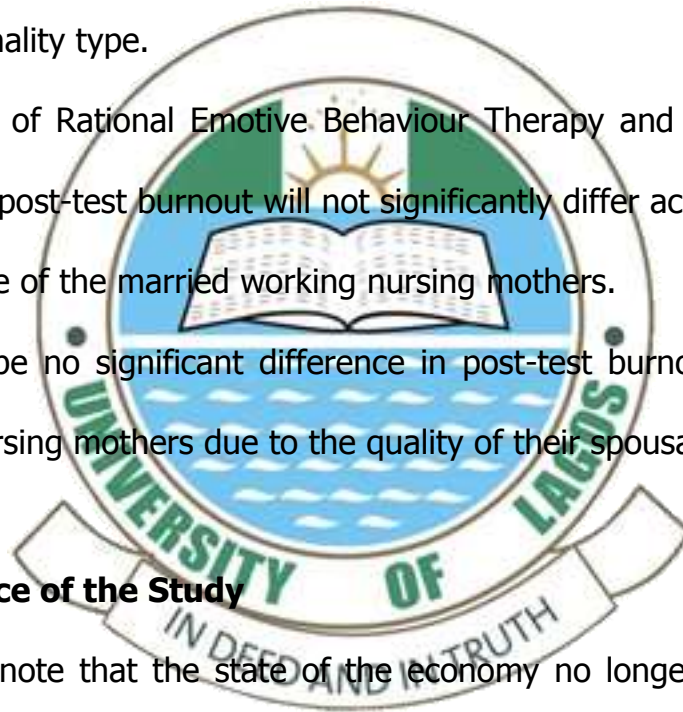 nality type.
of Rational Emotive Behaviour Therapy and
post-test burnout will not significantly differ ac
e of the married working nursing mothers.
be no significant difference in post-test burno
rsing mothers due to the quality of their spousa
ce of the Study
note that the state of the economy no longe
UNIVERSITY OF LAGOS
IN DEED AND IN TRUTH